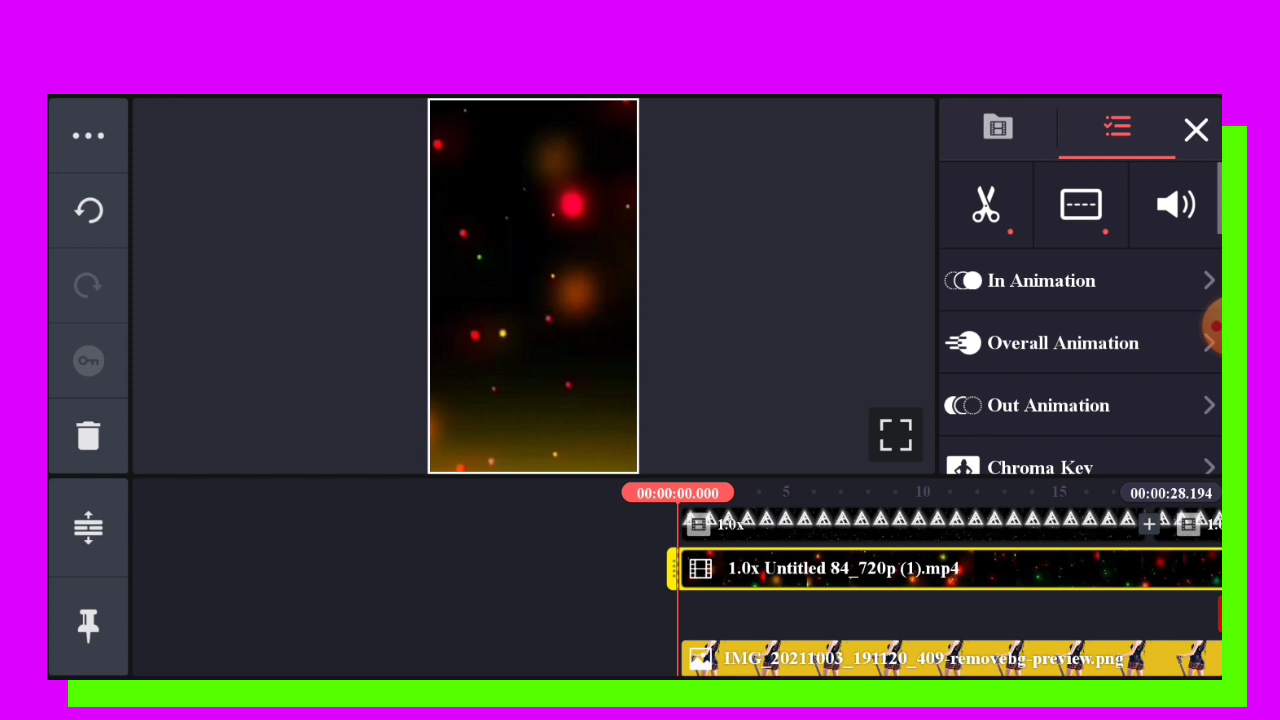 In Animation
Overall Animation
Out Animation
Chroma Key
00:00:00.000
5
10
15
00:00:28.194
1.0x
1.0x Untitled 84_720p (1).mp4
IMG_20211003_191120_409-removebg-preview.png